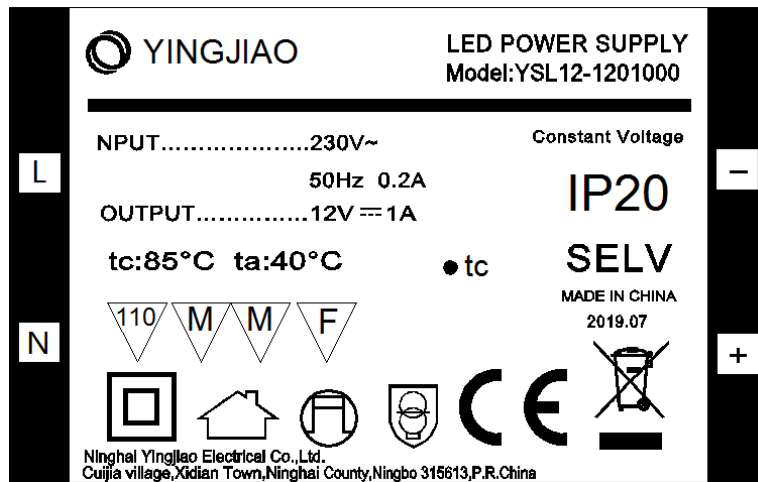 YINGJIAO
LED POWER SUPPLY
Model:YSL12-1201000
NPUT....................230V~
50Hz 0.2A
OUTPUT...............12V⎓1A
Constant Voltage
IP20
L
N
−
+
tc:85°C ta:40°C
●tc
SELV
MADE IN CHINA
2019.07
110 M M F
CE
Ninghai Yingjiao Electrical Co.,Ltd.
Cuijia village,Xidian Town,Ninghai County,Ningbo 315613,P.R.China